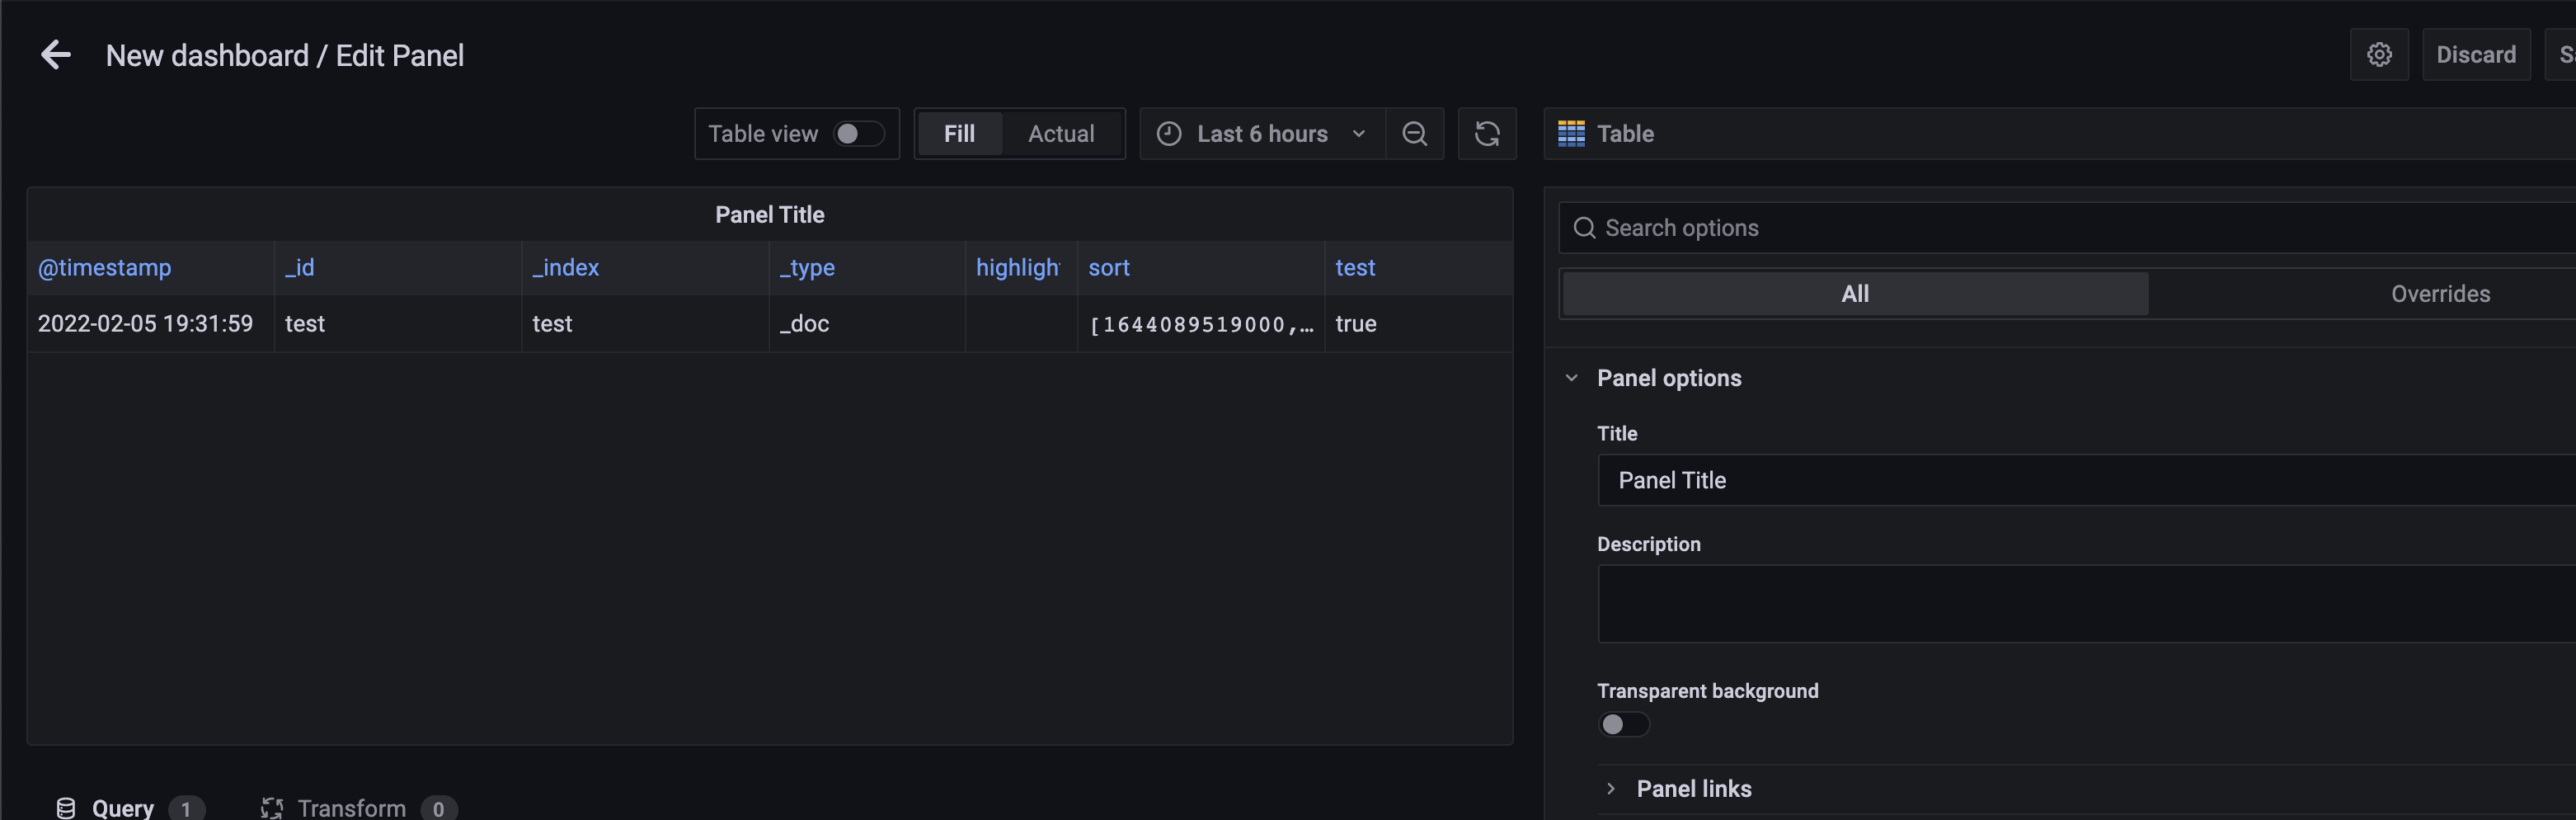 New dashboard / Edit Panel
Discard
Table view
Fill
Actual
Last 6 hours
Table
Panel Title
@timestamp _id _index _type highligh sort test
2022-02-05 19:31:59 test test _doc [1644089519000,… true
Search options
All
Overrides
Panel options
Title
Panel Title
Description
Transparent background
Panel links
Query 1
Transform 0